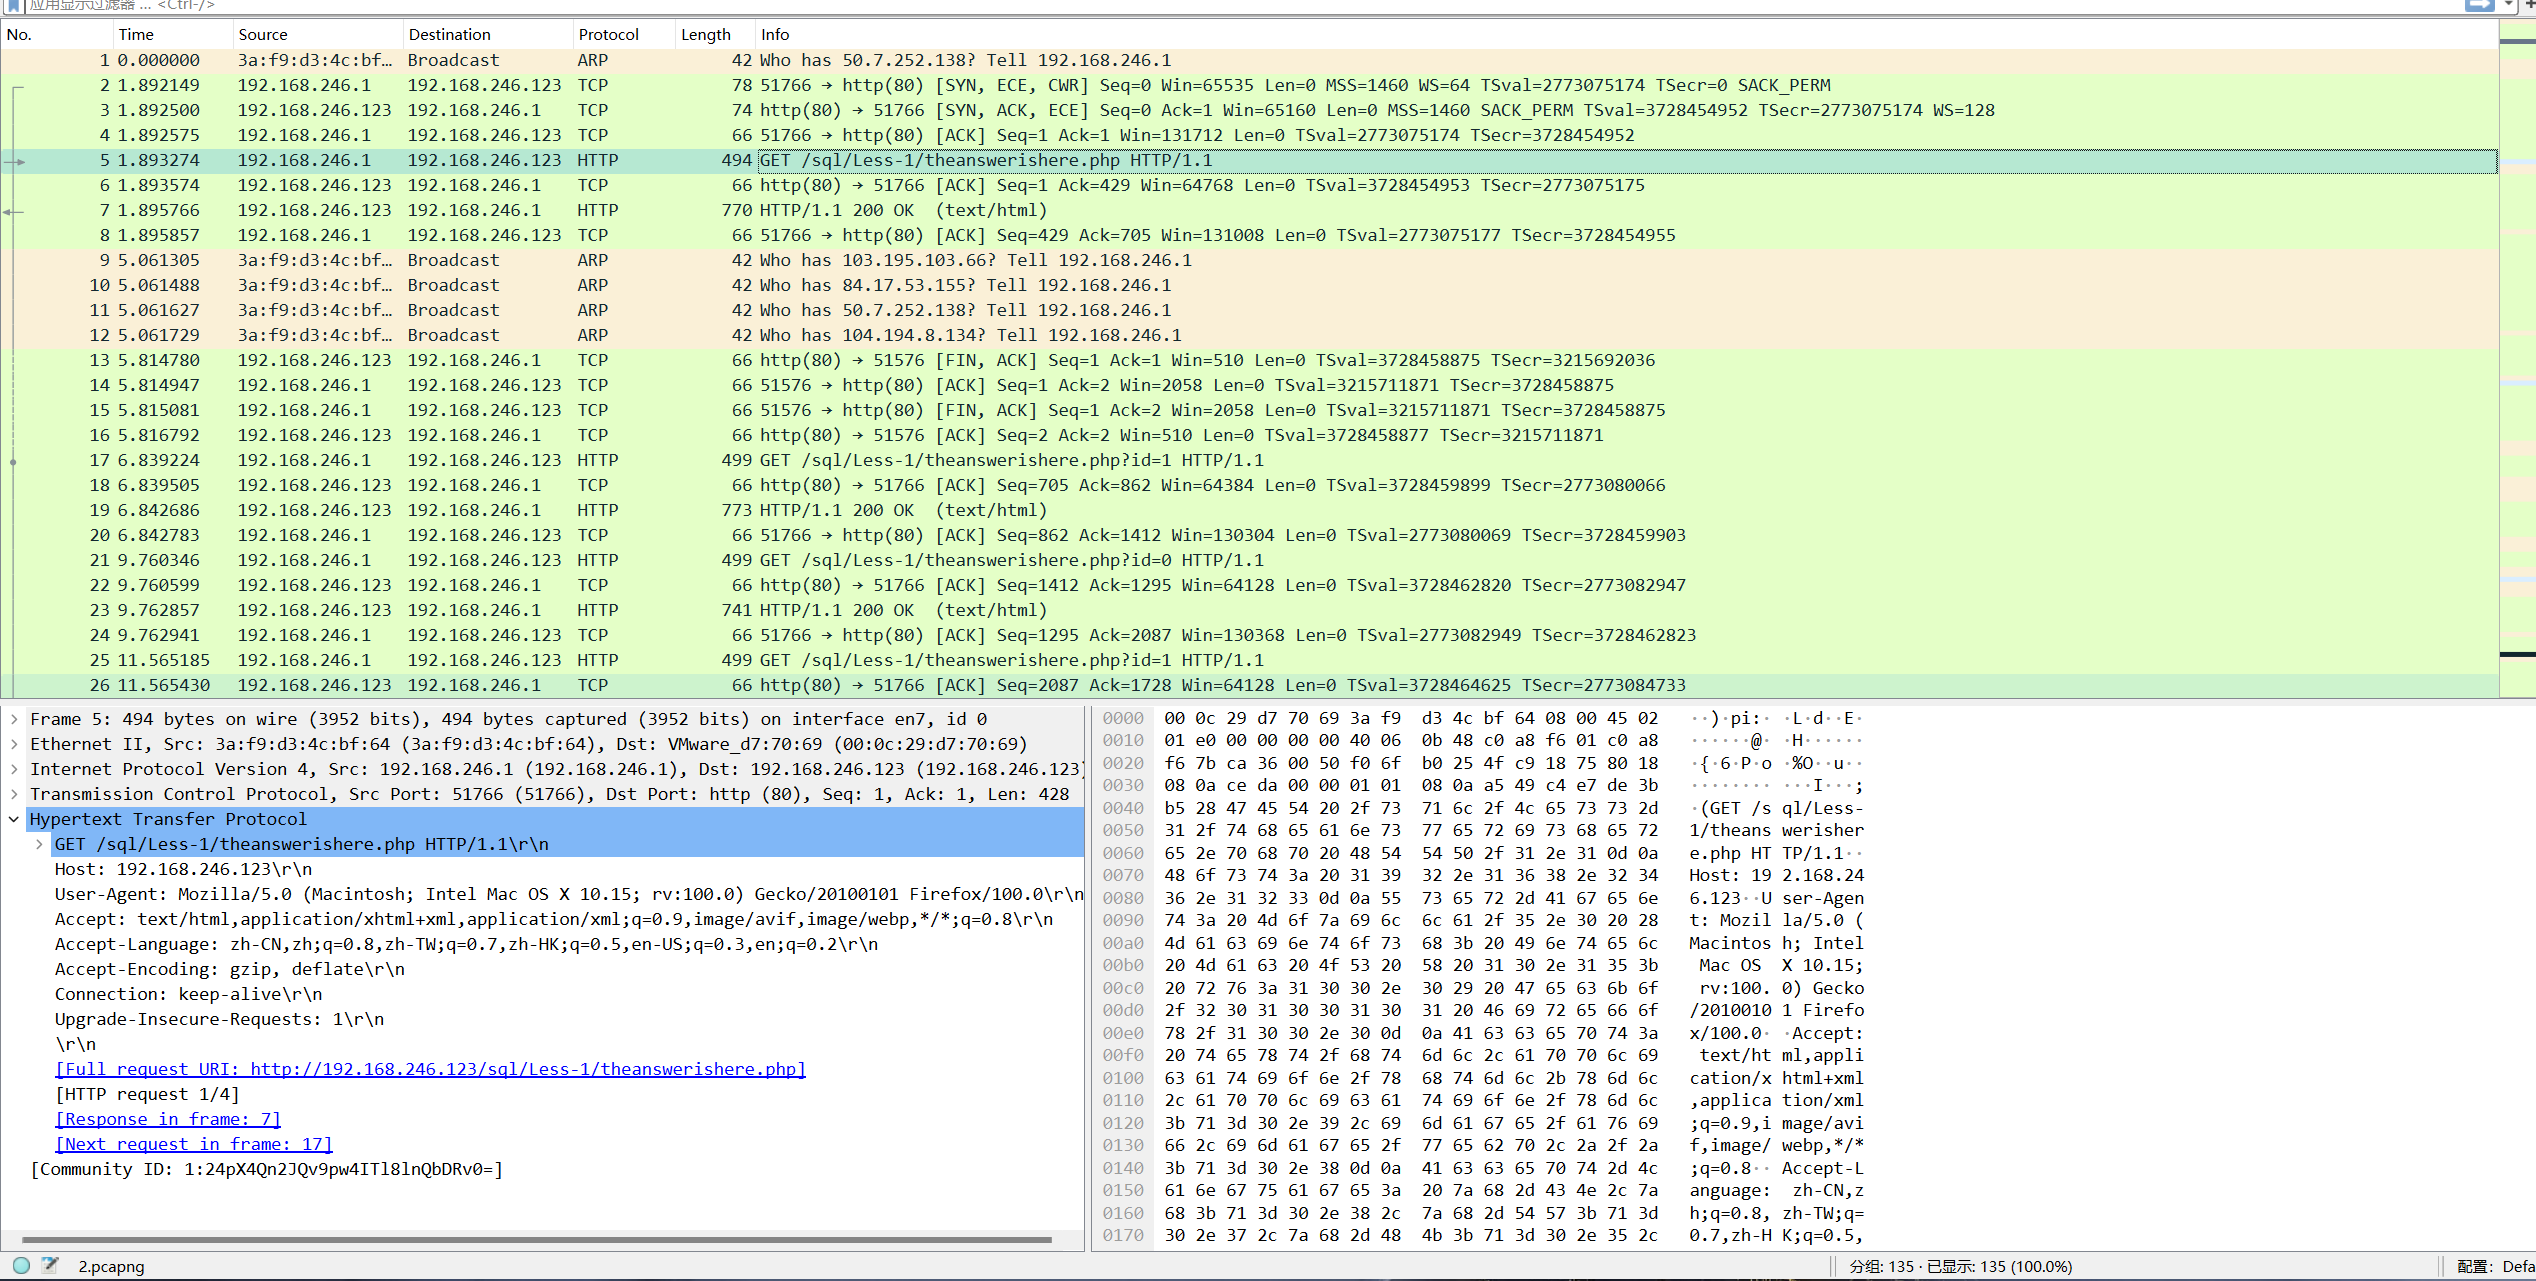 应用显示过滤器 … <Ctrl-/>
No. Time Source Destination Protocol Length Info
1 0.000000 3a:f9:d3:4c:bf… Broadcast ARP 42 Who has 50.7.252.138? Tell 192.168.246.1
2 1.892149 192.168.246.1 192.168.246.123 TCP 78 51766 → http(80) [SYN, ECE, CWR] Seq=0 Win=65535 Len=0 MSS=1460 WS=64 TSval=2773075174 TSecr=0 SACK_PERM
3 1.892500 192.168.246.123 192.168.246.1 TCP 74 http(80) → 51766 [SYN, ACK, ECE] Seq=0 Ack=1 Win=65160 Len=0 MSS=1460 SACK_PERM TSval=3728454952 TSecr=2773075174 WS=128
4 1.892575 192.168.246.1 192.168.246.123 TCP 66 51766 → http(80) [ACK] Seq=1 Ack=1 Win=131712 Len=0 TSval=2773075174 TSecr=3728454952
5 1.893274 192.168.246.1 192.168.246.123 HTTP 494 GET /sql/Less-1/theanswerishere.php HTTP/1.1
6 1.893574 192.168.246.123 192.168.246.1 TCP 66 http(80) → 51766 [ACK] Seq=1 Ack=429 Win=64768 Len=0 TSval=3728454953 TSecr=2773075175
7 1.895766 192.168.246.123 192.168.246.1 HTTP 770 HTTP/1.1 200 OK (text/html)
8 1.895857 192.168.246.1 192.168.246.123 TCP 66 51766 → http(80) [ACK] Seq=429 Ack=705 Win=131008 Len=0 TSval=2773075177 TSecr=3728454955
9 5.061305 3a:f9:d3:4c:bf… Broadcast ARP 42 Who has 103.195.103.66? Tell 192.168.246.1
10 5.061488 3a:f9:d3:4c:bf… Broadcast ARP 42 Who has 84.17.53.155? Tell 192.168.246.1
11 5.061627 3a:f9:d3:4c:bf… Broadcast ARP 42 Who has 50.7.252.138? Tell 192.168.246.1
12 5.061729 3a:f9:d3:4c:bf… Broadcast ARP 42 Who has 104.194.8.134? Tell 192.168.246.1
13 5.814780 192.168.246.123 192.168.246.1 TCP 66 http(80) → 51576 [FIN, ACK] Seq=1 Ack=1 Win=510 Len=0 TSval=3728458875 TSecr=3215692036
14 5.814947 192.168.246.1 192.168.246.123 TCP 66 51576 → http(80) [ACK] Seq=1 Ack=2 Win=2058 Len=0 TSval=3215711871 TSecr=3728458875
15 5.815081 192.168.246.1 192.168.246.123 TCP 66 51576 → http(80) [FIN, ACK] Seq=1 Ack=2 Win=2058 Len=0 TSval=3215711871 TSecr=3728458875
16 5.816792 192.168.246.123 192.168.246.1 TCP 66 http(80) → 51576 [ACK] Seq=2 Ack=2 Win=510 Len=0 TSval=3728458877 TSecr=3215711871
17 6.839224 192.168.246.1 192.168.246.123 HTTP 499 GET /sql/Less-1/theanswerishere.php?id=1 HTTP/1.1
18 6.839505 192.168.246.123 192.168.246.1 TCP 66 http(80) → 51766 [ACK] Seq=705 Ack=862 Win=64384 Len=0 TSval=3728459899 TSecr=2773080066
19 6.842686 192.168.246.123 192.168.246.1 HTTP 773 HTTP/1.1 200 OK (text/html)
20 6.842783 192.168.246.1 192.168.246.123 TCP 66 51766 → http(80) [ACK] Seq=862 Ack=1412 Win=130304 Len=0 TSval=2773080069 TSecr=3728459903
21 9.760346 192.168.246.1 192.168.246.123 HTTP 499 GET /sql/Less-1/theanswerishere.php?id=0 HTTP/1.1
22 9.760599 192.168.246.123 192.168.246.1 TCP 66 http(80) → 51766 [ACK] Seq=1412 Ack=1295 Win=64128 Len=0 TSval=3728462820 TSecr=2773082947
23 9.762857 192.168.246.123 192.168.246.1 HTTP 741 HTTP/1.1 200 OK (text/html)
24 9.762941 192.168.246.1 192.168.246.123 TCP 66 51766 → http(80) [ACK] Seq=1295 Ack=2087 Win=130368 Len=0 TSval=2773082949 TSecr=3728462823
25 11.565185 192.168.246.1 192.168.246.123 HTTP 499 GET /sql/Less-1/theanswerishere.php?id=1 HTTP/1.1
26 11.565430 192.168.246.123 192.168.246.1 TCP 66 http(80) → 51766 [ACK] Seq=2087 Ack=1728 Win=64128 Len=0 TSval=3728464625 TSecr=2773084733
Frame 5: 494 bytes on wire (3952 bits), 494 bytes captured (3952 bits) on interface en7, id 0
Ethernet II, Src: 3a:f9:d3:4c:bf:64 (3a:f9:d3:4c:bf:64), Dst: VMware_d7:70:69 (00:0c:29:d7:70:69)
Internet Protocol Version 4, Src: 192.168.246.1 (192.168.246.1), Dst: 192.168.246.123 (192.168.246.123)
Transmission Control Protocol, Src Port: 51766 (51766), Dst Port: http (80), Seq: 1, Ack: 1, Len: 428
Hypertext Transfer Protocol
GET /sql/Less-1/theanswerishere.php HTTP/1.1\r\n
Host: 192.168.246.123\r\n
User-Agent: Mozilla/5.0 (Macintosh; Intel Mac OS X 10.15; rv:100.0) Gecko/20100101 Firefox/100.0\r\n
Accept: text/html,application/xhtml+xml,application/xml;q=0.9,image/avif,image/webp,*/*;q=0.8\r\n
Accept-Language: zh-CN,zh;q=0.8,zh-TW;q=0.7,zh-HK;q=0.5,en-US;q=0.3,en;q=0.2\r\n
Accept-Encoding: gzip, deflate\r\n
Connection: keep-alive\r\n
Upgrade-Insecure-Requests: 1\r\n
\r\n
[Full request URI: http://192.168.246.123/sql/Less-1/theanswerishere.php]
[HTTP request 1/4]
[Response in frame: 7]
[Next request in frame: 17]
[Community ID: 1:24pX4Qn2JQv9pw4ITl8lnQbDRv0=]
0000 00 0c 29 d7 70 69 3a f9 d3 4c bf 64 08 00 45 02 ··)·pi:· ·L·d··E·
0010 01 e0 00 00 00 00 40 06 0b 48 c0 a8 f6 01 c0 a8 ······@· ·H······
0020 f6 7b ca 36 00 50 f0 6f b0 25 4f c9 18 75 80 18 ·{·6·P·o ·%O··u··
0030 08 0a ce da 00 00 01 01 08 0a a5 49 c4 e7 de 3b ········ ···I···;
0040 b5 28 47 45 54 20 2f 73 71 6c 2f 4c 65 73 73 2d ·(GET /s ql/Less-
0050 31 2f 74 68 65 61 6e 73 77 65 72 69 73 68 65 72 1/theans werisher
0060 65 2e 70 68 70 20 48 54 54 50 2f 31 2e 31 0d 0a e.php HT TP/1.1··
0070 48 6f 73 74 3a 20 31 39 32 2e 31 36 38 2e 32 34 Host: 19 2.168.24
0080 36 2e 31 32 33 0d 0a 55 73 65 72 2d 41 67 65 6e 6.123··U ser-Agen
0090 74 3a 20 4d 6f 7a 69 6c 6c 61 2f 35 2e 30 20 28 t: Mozil la/5.0 (
00a0 4d 61 63 69 6e 74 6f 73 68 3b 20 49 6e 74 65 6c Macintos h; Intel
00b0 20 4d 61 63 20 4f 53 20 58 20 31 30 2e 31 35 3b Mac OS X 10.15;
00c0 20 72 76 3a 31 30 30 2e 30 29 20 47 65 63 6b 6f rv:100. 0) Gecko
00d0 2f 32 30 31 30 30 31 30 31 20 46 69 72 65 66 6f /2010010 1 Firefo
00e0 78 2f 31 30 30 2e 30 0d 0a 41 63 63 65 70 74 3a x/100.0· ·Accept:
00f0 20 74 65 78 74 2f 68 74 6d 6c 2c 61 70 70 6c 69 text/ht ml,appli
0100 63 61 74 69 6f 6e 2f 78 68 74 6d 6c 2b 78 6d 6c cation/x html+xml
0110 2c 61 70 70 6c 69 63 61 74 69 6f 6e 2f 78 6d 6c ,applica tion/xml
0120 3b 71 3d 30 2e 39 2c 69 6d 61 67 65 2f 61 76 69 ;q=0.9,i mage/avi
0130 66 2c 69 6d 61 67 65 2f 77 65 62 70 2c 2a 2f 2a f,image/ webp,*/*
0140 3b 71 3d 30 2e 38 0d 0a 41 63 63 65 70 74 2d 4c ;q=0.8·· Accept-L
0150 61 6e 67 75 61 67 65 3a 20 7a 68 2d 43 4e 2c 7a anguage: zh-CN,z
0160 68 3b 71 3d 30 2e 38 2c 7a 68 2d 54 57 3b 71 3d h;q=0.8, zh-TW;q=
0170 30 2e 37 2c 7a 68 2d 48 4b 3b 71 3d 30 2e 35 2c 0.7,zh-H K;q=0.5,
2.pcapng 分组: 135 · 已显示: 135 (100.0%) 配置: Defa